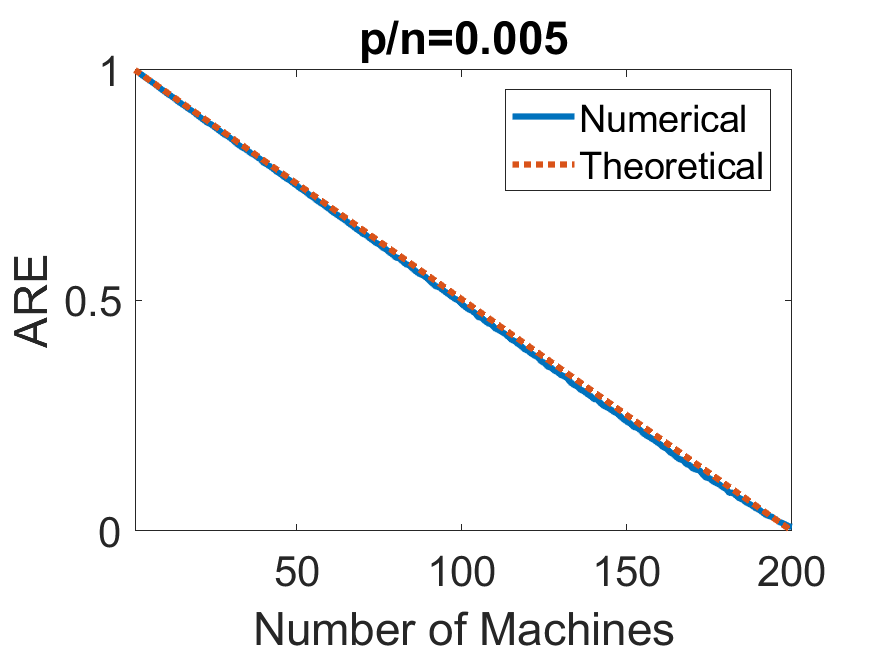 p/n=0.005
1
0.5
0
ARE
Numerical
Theoretical
50 100 150 200
Number of Machines